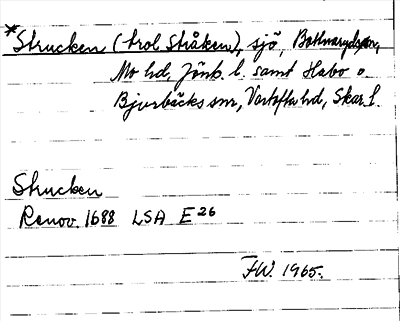 *Strucken (trol Stråken), sjö, Bottnaryds sn,
Mo hd, Jönk. l. samt Habo o.
Bjurbäcks snr, Vartofta hd, Skar. l.
Strucken
Renov. 1688 LSA E 26
FW. 1965.